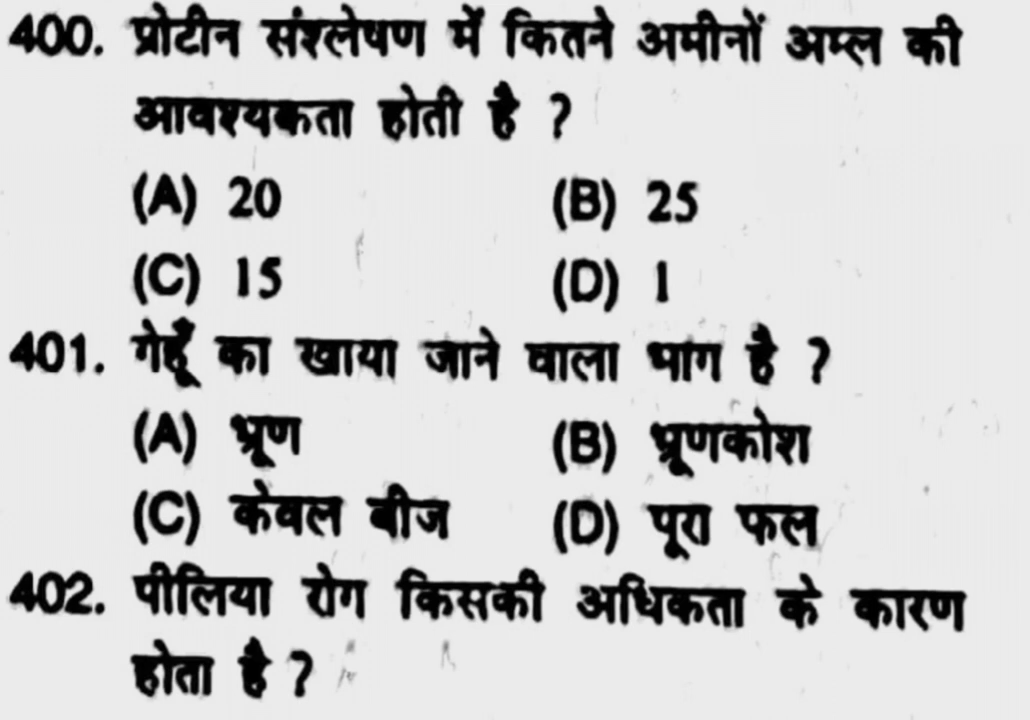 400. प्रोटीन संश्लेषण में कितने अमीनों अम्ल की
आवश्यकता होती है ?
(A) 20 (B) 25
(C) 15 (D) 1
401. गेहूँ का खाया जाने वाला भांग है ?
(A) भ्रूण (B) भ्रूणकोश
(C) केवल बीज (D) पूरा फल
402. पीलिया रोग किसकी अधिकता के कारण
होता है ?